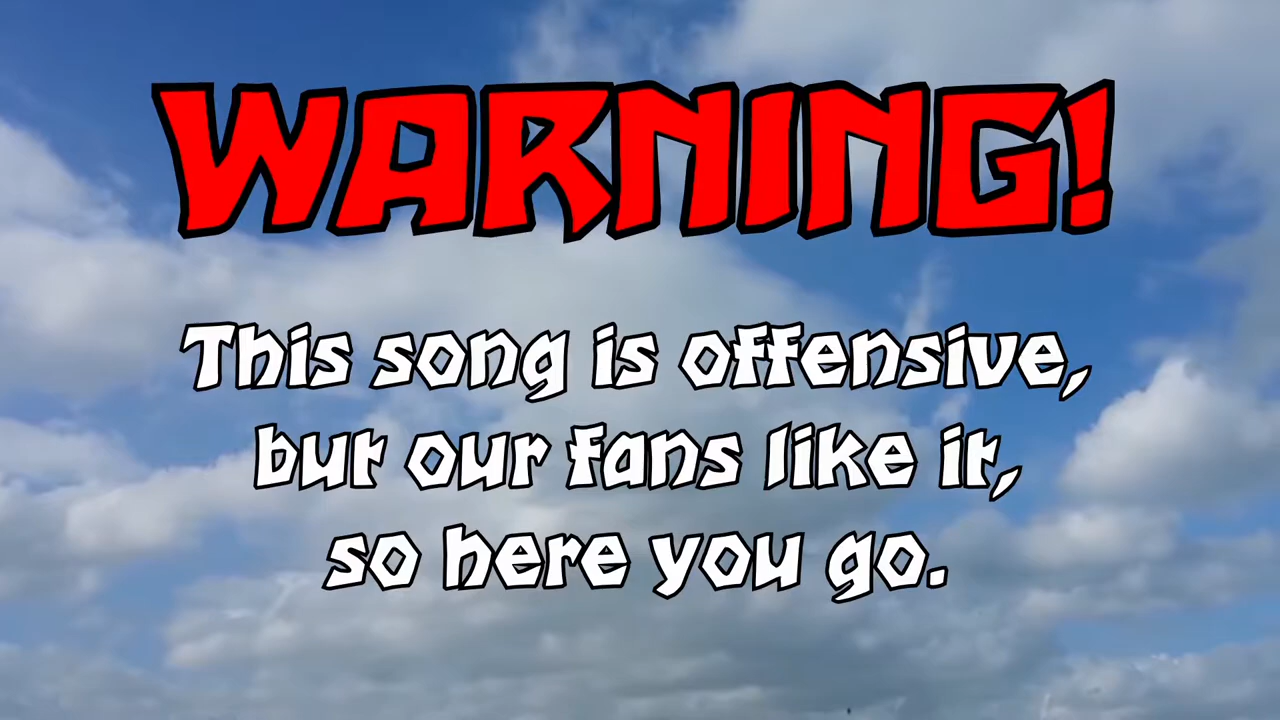 WARNING!
This song is offensive,
but our fans like it,
so here you go.